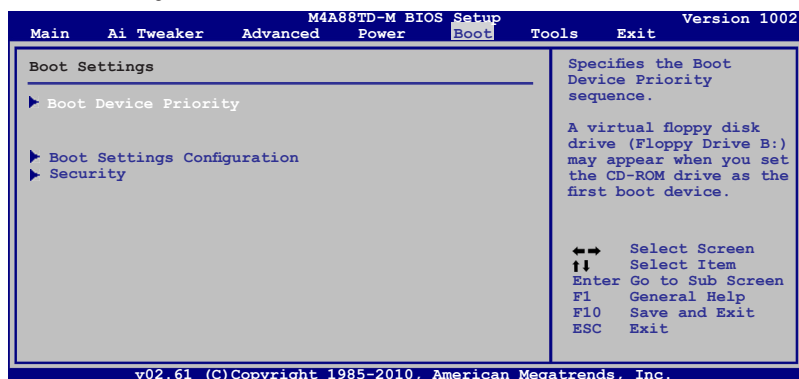 M4A88TD-M BIOS Setup Version 1002
Main Ai Tweaker Advanced Power Boot Tools Exit
Boot Settings
Boot Device Priority
Boot Settings Configuration
Security
Specifies the Boot
Device Priority
sequence.
A virtual floppy disk
drive (Floppy Drive B:)
may appear when you set
the CD-ROM drive as the
first boot device.
←→ Select Screen
↑↓ Select Item
Enter Go to Sub Screen
F1 General Help
F10 Save and Exit
ESC Exit
v02.61 (C)Copyright 1985-2010, American Megatrends, Inc.